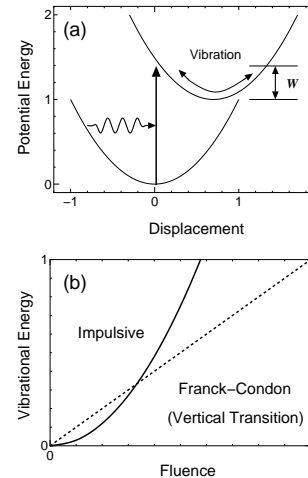 (a)
Potential Energy
2
1
0
Vibration
W
−1
0
1
Displacement
(b)
Vibrational Energy
1
0
Impulsive
Franck−Condon
(Vertical Transition)
0
Fluence